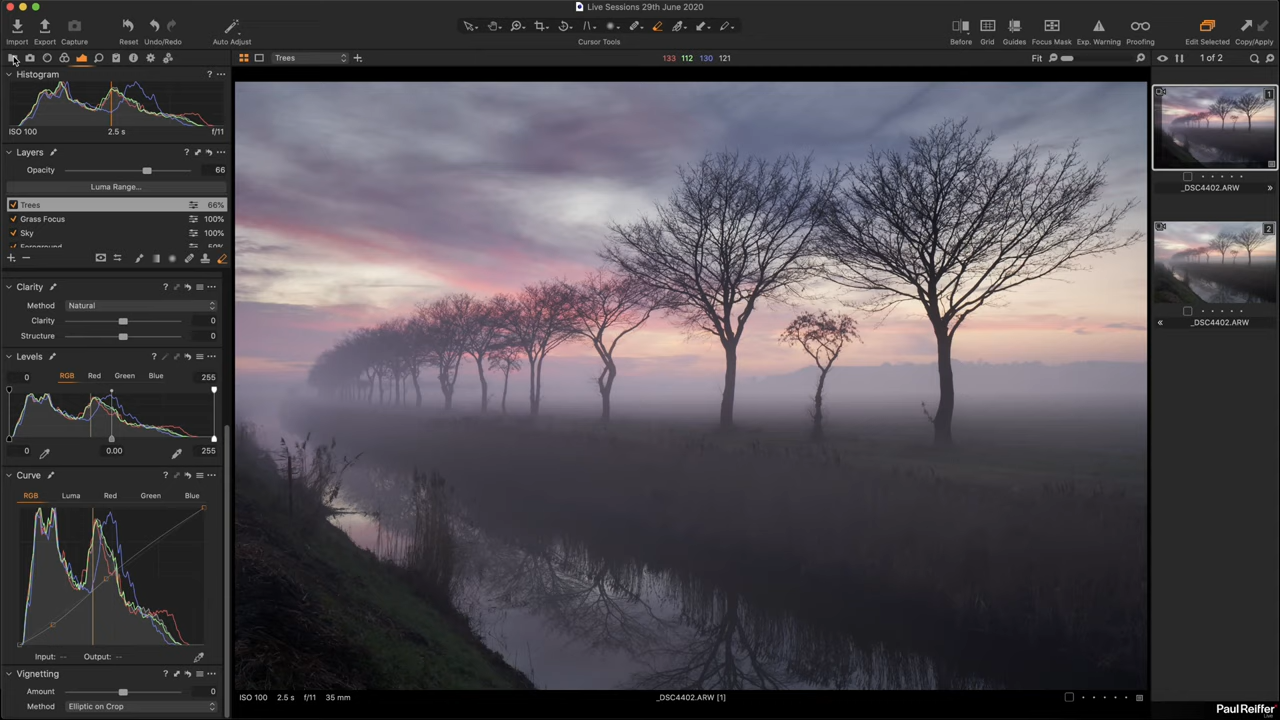 Live Sessions 29th June 2020
Import Export Capture Reset Undo/Redo Auto Adjust Cursor Tools Before Grid Guides Focus Mask Exp. Warning Proofing Edit Selected Copy/Apply
Trees 133 112 130 121 Fit 1 of 2
Histogram ?
ISO 100 2.5 s f/11
Layers ?
Opacity 66
Luma Range...
Trees 66%
Grass Focus 100%
Sky 100%
Foreground 50%
Clarity ?
Method Natural
Clarity 0
Structure 0
Levels ?
0 RGB Red Green Blue 255
0 0.00 255
Curve ?
RGB Luma Red Green Blue
Input: -- Output: --
Vignetting ?
Amount 0
Method Elliptic on Crop
ISO 100 2.5 s f/11 35 mm _DSC4402.ARW [1]
1
_DSC4402.ARW
2
_DSC4402.ARW
Paul Reiffer
Live